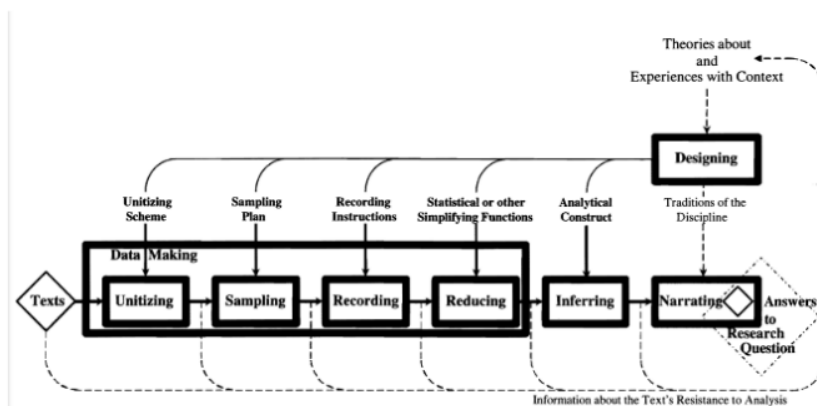 Theories about
and
Experiences with Context
Designing
Unitizing
Scheme
Sampling
Plan
Recording
Instructions
Statistical or other
Simplifying Functions
Analytical
Construct
Traditions of the
Discipline
Data Making
Texts
Unitizing
Sampling
Recording
Reducing
Inferring
Narrating
Answers
to
Research
Question
Information about the Text's Resistance to Analysis